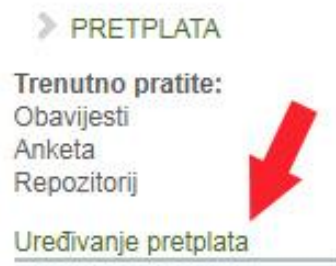 PRETPLATA
Trenutno pratite:
Obavijesti
Anketa
Repozitorij
Uređivanje pretplata